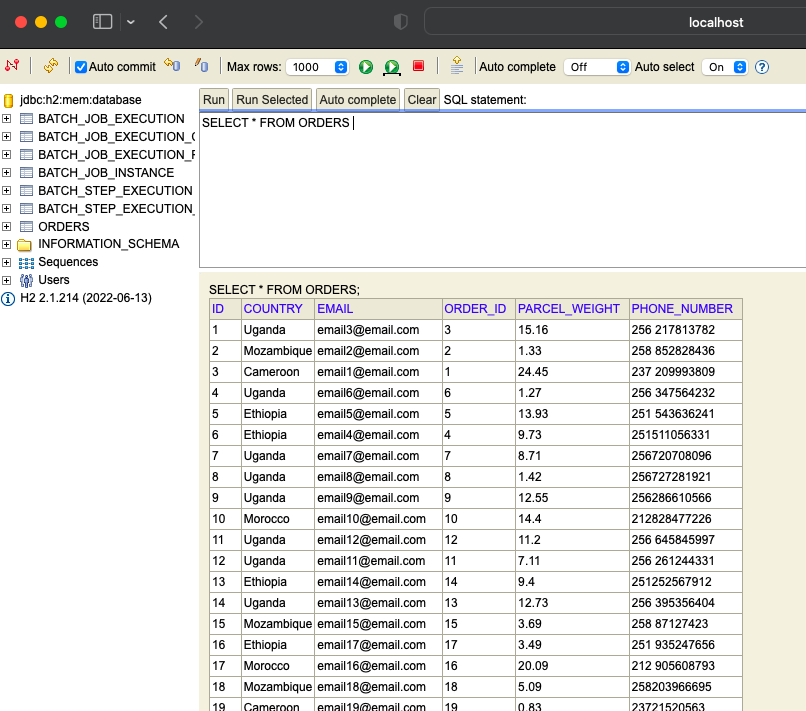 localhost
Auto commit Max rows: 1000 Auto complete Off Auto select On ?
jdbc:h2:mem:database
BATCH_JOB_EXECUTION
BATCH_JOB_EXECUTION_
BATCH_JOB_EXECUTION_
BATCH_JOB_INSTANCE
BATCH_STEP_EXECUTION
BATCH_STEP_EXECUTION_
ORDERS
INFORMATION_SCHEMA
Sequences
Users
H2 2.1.214 (2022-06-13)
Run Run Selected Auto complete Clear SQL statement:
SELECT * FROM ORDERS
SELECT * FROM ORDERS;
ID COUNTRY EMAIL ORDER_ID PARCEL_WEIGHT PHONE_NUMBER
1 Uganda email3@email.com 3 15.16 256 217813782
2 Mozambique email2@email.com 2 1.33 258 852828436
3 Cameroon email1@email.com 1 24.45 237 209993809
4 Uganda email6@email.com 6 1.27 256 347564232
5 Ethiopia email5@email.com 5 13.93 251 543636241
6 Ethiopia email4@email.com 4 9.73 251511056331
7 Uganda email7@email.com 7 8.71 256720708096
8 Uganda email8@email.com 8 1.42 256727281921
9 Uganda email9@email.com 9 12.55 256286610566
10 Morocco email10@email.com 10 14.4 212828477226
11 Uganda email12@email.com 12 11.2 256 645845997
12 Uganda email11@email.com 11 7.11 256 261244331
13 Ethiopia email14@email.com 14 9.4 251252567912
14 Uganda email13@email.com 13 12.73 256 395356404
15 Mozambique email15@email.com 15 3.69 258 87127423
16 Ethiopia email17@email.com 17 3.49 251 935247656
17 Morocco email16@email.com 16 20.09 212 905608793
18 Mozambique email18@email.com 18 5.09 258203966695
19 Cameroon email19@email.com 19 0.83 23721520563